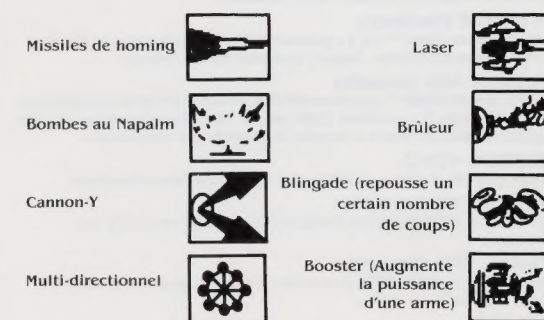 Missiles de homing
Laser
Bombes au Napalm
Brûleur
Cannon-Y
Blingade (repousse un
certain nombre
de coups)
Multi-directionnel
Booster (Augmente
la puissance
d'une arme)